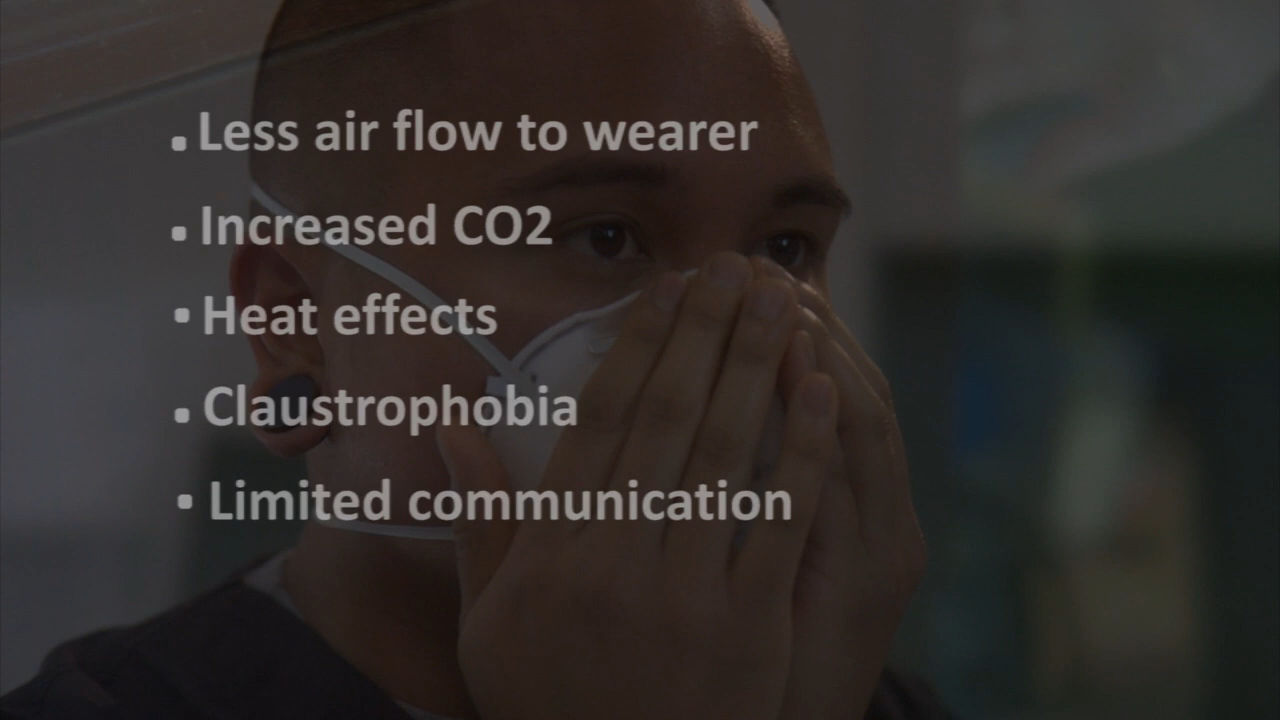 ▪ Less air flow to wearer
▪ Increased CO2
▪ Heat effects
▪ Claustrophobia
▪ Limited communication